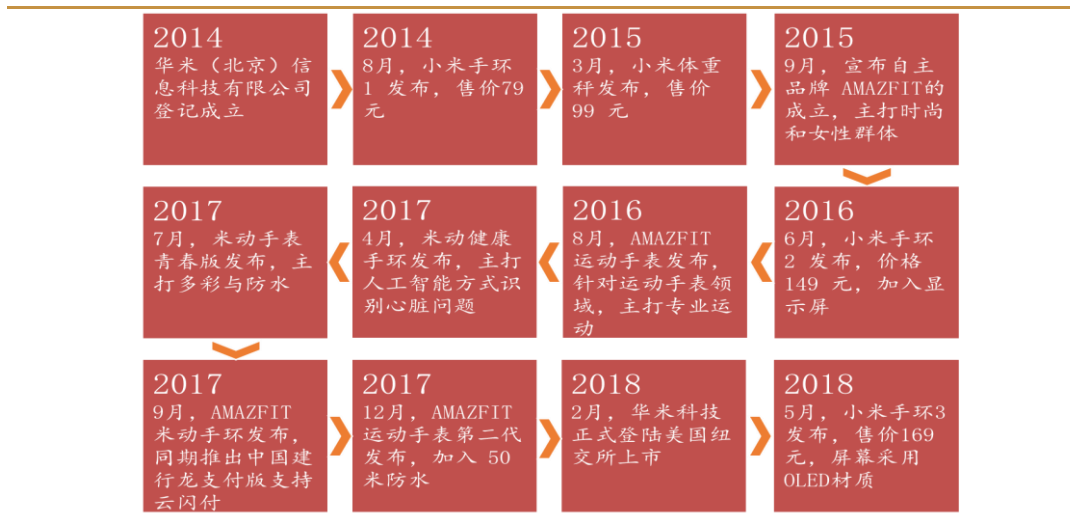 2014
华米（北京）信
息科技有限公司
登记成立
2014
8月，小米手环
1 发布，售价79
元
2015
3月，小米体重
秤发布，售价
99 元
2015
9月，宣布自主
品牌 AMAZFIT的
成立，主打时尚
和女性群体
2016
6月，小米手环
2 发布，价格
149 元，加入显
示屏
2016
8月，AMAZFIT
运动手表发布，
针对运动手表领
域，主打专业运
动
2017
4月，米动健康
手环发布，主打
人工智能方式识
别心脏问题
2017
7月，米动手表
青春版发布，主
打多彩与防水
2017
9月，AMAZFIT
米动手环发布，
同期推出中国建
行龙支付版支持
云闪付
2017
12月，AMAZFIT
运动手表第二代
发布，加入 50
米防水
2018
2月，华米科技
正式登陆美国纽
交所上市
2018
5月，小米手环3
发布，售价169
元，屏幕采用
OLED材质